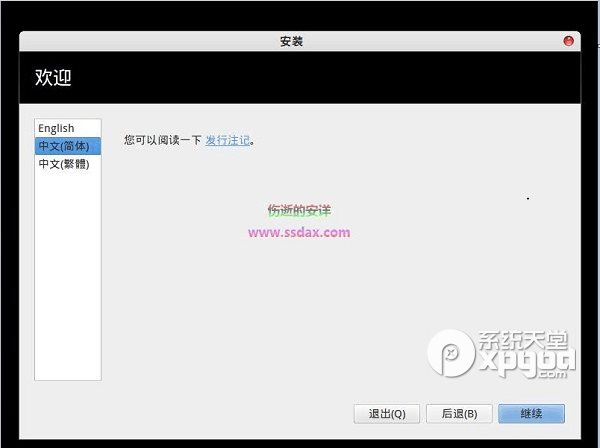 安装
欢迎
English
中文(简体)
中文(繁體)
您可以阅读一下 发行注记。
伤逝的安详
www.ssdax.com
系统天堂
xpgod
.com
退出(Q)
后退(B)
继续